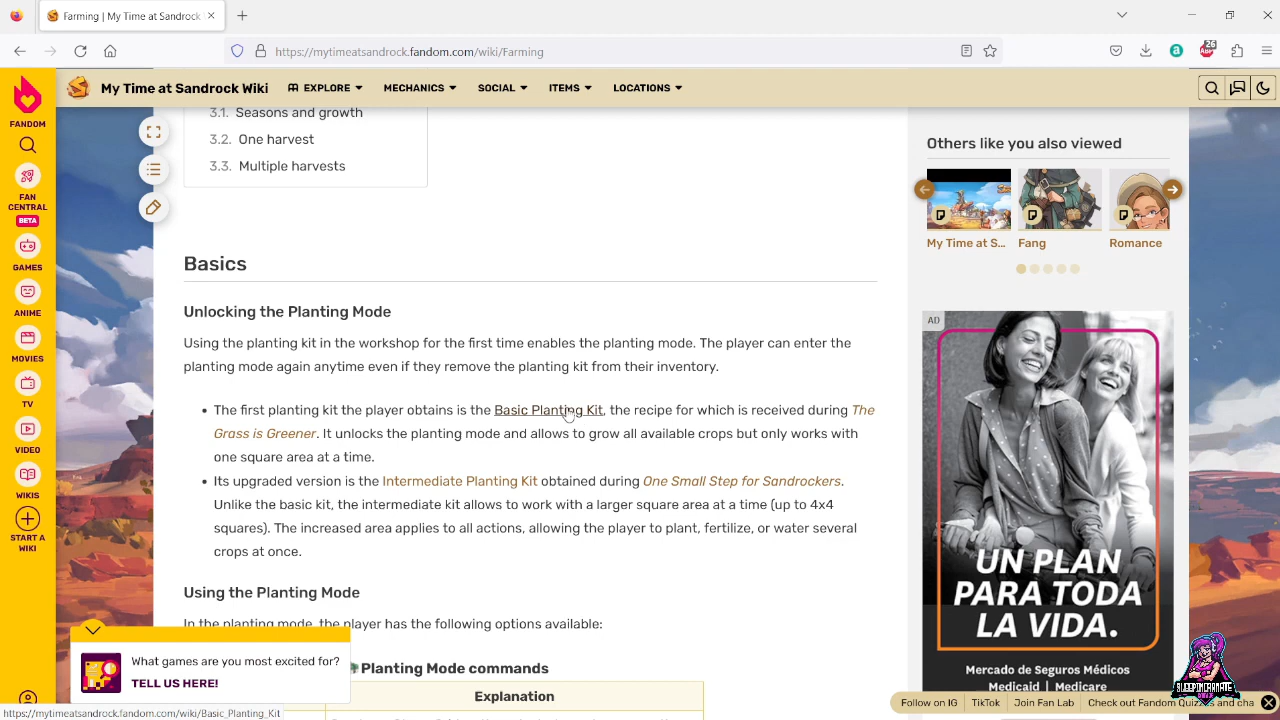 Farming | My Time at Sandrock
26
https://mytimeatsandrock.fandom.com/wiki/Farming
FANDOM
FAN CENTRAL
BETA
GAMES
ANIME
MOVIES
TV
VIDEO
WIKIS
START A WIKI
My Time at Sandrock Wiki
EXPLORE
MECHANICS
SOCIAL
ITEMS
LOCATIONS
3.1. Seasons and growth
3.2. One harvest
3.3. Multiple harvests
Basics
Unlocking the Planting Mode
Using the planting kit in the workshop for the first time enables the planting mode. The player can enter the
planting mode again anytime even if they remove the planting kit from their inventory.
• The first planting kit the player obtains is the Basic Planting Kit, the recipe for which is received during The
Grass is Greener. It unlocks the planting mode and allows to grow all available crops but only works with
one square area at a time.
• Its upgraded version is the Intermediate Planting Kit obtained during One Small Step for Sandrockers.
Unlike the basic kit, the intermediate kit allows to work with a larger square area at a time (up to 4x4
squares). The increased area applies to all actions, allowing the player to plant, fertilize, or water several
crops at once.
Using the Planting Mode
In the planting mode, the player has the following options available:
Planting Mode commands
Explanation
What games are you most excited for?
TELL US HERE!
https://mytimeatsandrock.fandom.com/wiki/Basic_Planting_Kit
Others like you also viewed
My Time at S...
Fang
Romance
AD
UN PLAN
PARA TODA
LA VIDA.
Mercado de Seguros Médicos
Medicaid | Medicare
Follow on IG
TikTok
Join Fan Lab
Check out Fandom Quizzes and cha